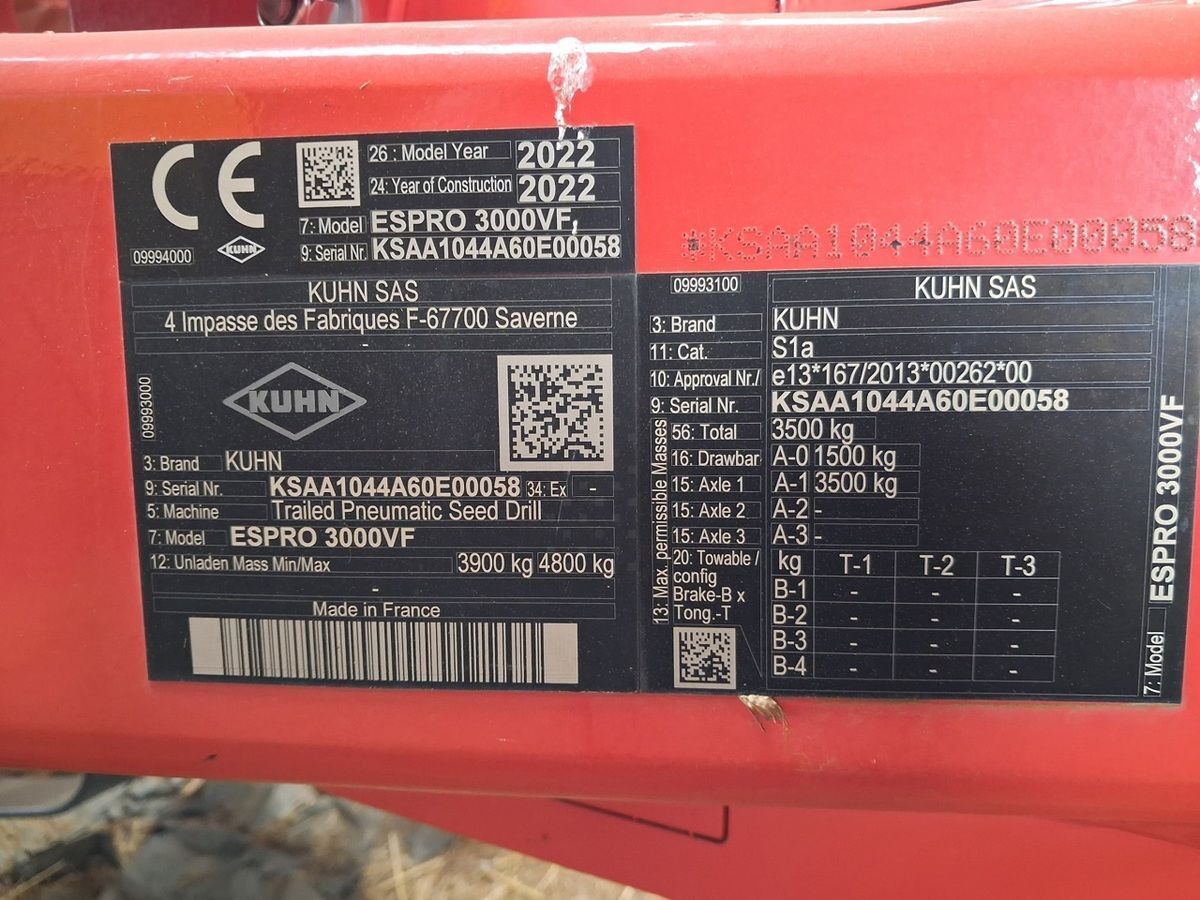 CE
26 : Model Year 2022
24: Year of Construction 2022
7: Model ESPRO 3000VF,
9: Serial Nr. KSAA1044A60E00058
09994000
KUHN
*KSAA1044A60E00058
KUHN SAS
4 Impasse des Fabriques F-67700 Saverne
09993000
KUHN
3: Brand KUHN
9: Serial Nr. KSAA1044A60E00058 34: Ex -
5: Machine Trailed Pneumatic Seed Drill
7: Model ESPRO 3000VF
12: Unladen Mass Min/Max 3900 kg 4800 kg
-
Made in France
09993100
KUHN SAS
3: Brand KUHN
11: Cat. S1a
10: Approval Nr./ e13*167/2013*00262*00
9: Serial Nr. KSAA1044A60E00058
13: Max. permissible Masses
56: Total 3500 kg
16: Drawbar A-0 1500 kg
15: Axle 1 A-1 3500 kg
15: Axle 2 A-2 -
15: Axle 3 A-3 -
20: Towable /
config
Brake-B x
Tong.-T
kg T-1 T-2 T-3
B-1 - - -
B-2 - - -
B-3 - - -
B-4 - - -
7: Model ESPRO 3000VF